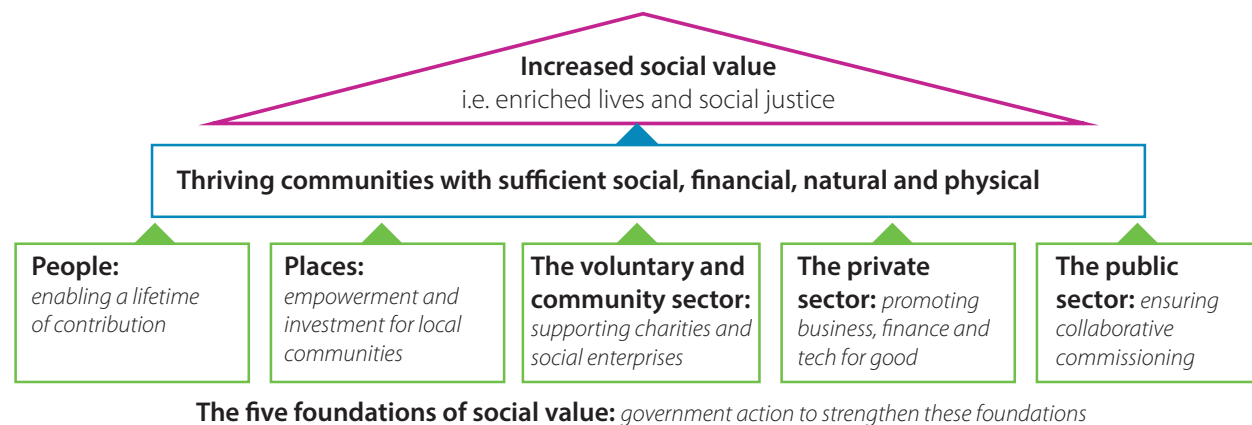 Increased social value
i.e. enriched lives and social justice
Thriving communities with sufficient social, financial, natural and physical
People:
enabling a lifetime
of contribution
Places:
empowerment and
investment for local
communities
The voluntary and
community sector:
supporting charities and
social enterprises
The private
sector: promoting
business, finance and
tech for good
The public
sector: ensuring
collaborative
commissioning
The five foundations of social value: government action to strengthen these foundations